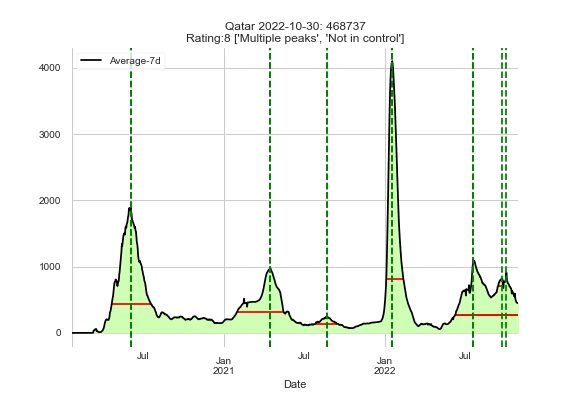 Qatar 2022-10-30: 468737
Rating:8 ['Multiple peaks', 'Not in control']
Average-7d
4000
3000
2000
1000
0
Jul
Jan
2021
Jul
Jan
2022
Jul
Date